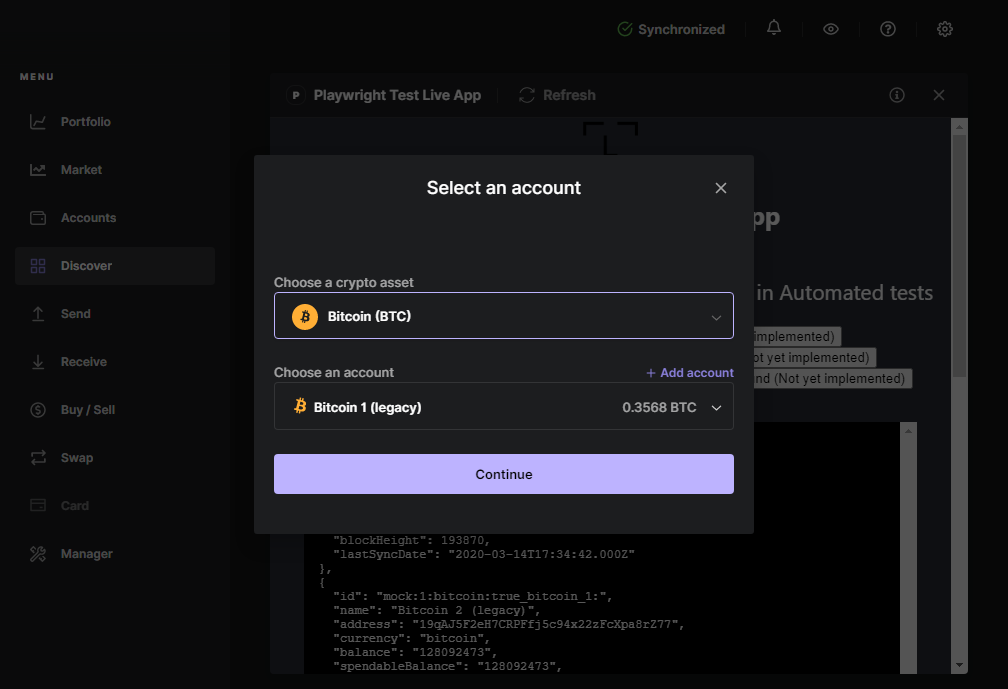 Synchronized
MENU
Portfolio
Market
Accounts
Discover
Send
Receive
Buy / Sell
Swap
Card
Manager
P Playwright Test Live App Refresh
pp
in Automated tests
implemented)
ot yet implemented)
nd (Not yet implemented)
Select an account
Choose a crypto asset
Bitcoin (BTC)
Choose an account + Add account
Bitcoin 1 (legacy) 0.3568 BTC
Continue
"blockHeight": 193870,
"lastSyncDate": "2020-03-14T17:34:42.000Z"
},
{
"id": "mock:1:bitcoin:true_bitcoin_1:",
"name": "Bitcoin 2 (legacy)",
"address": "19qAJ5F2eH7CRPFfj5c94x22zFcXpa8rZ77",
"currency": "bitcoin",
"balance": "128092473",
"spendableBalance": "128092473",